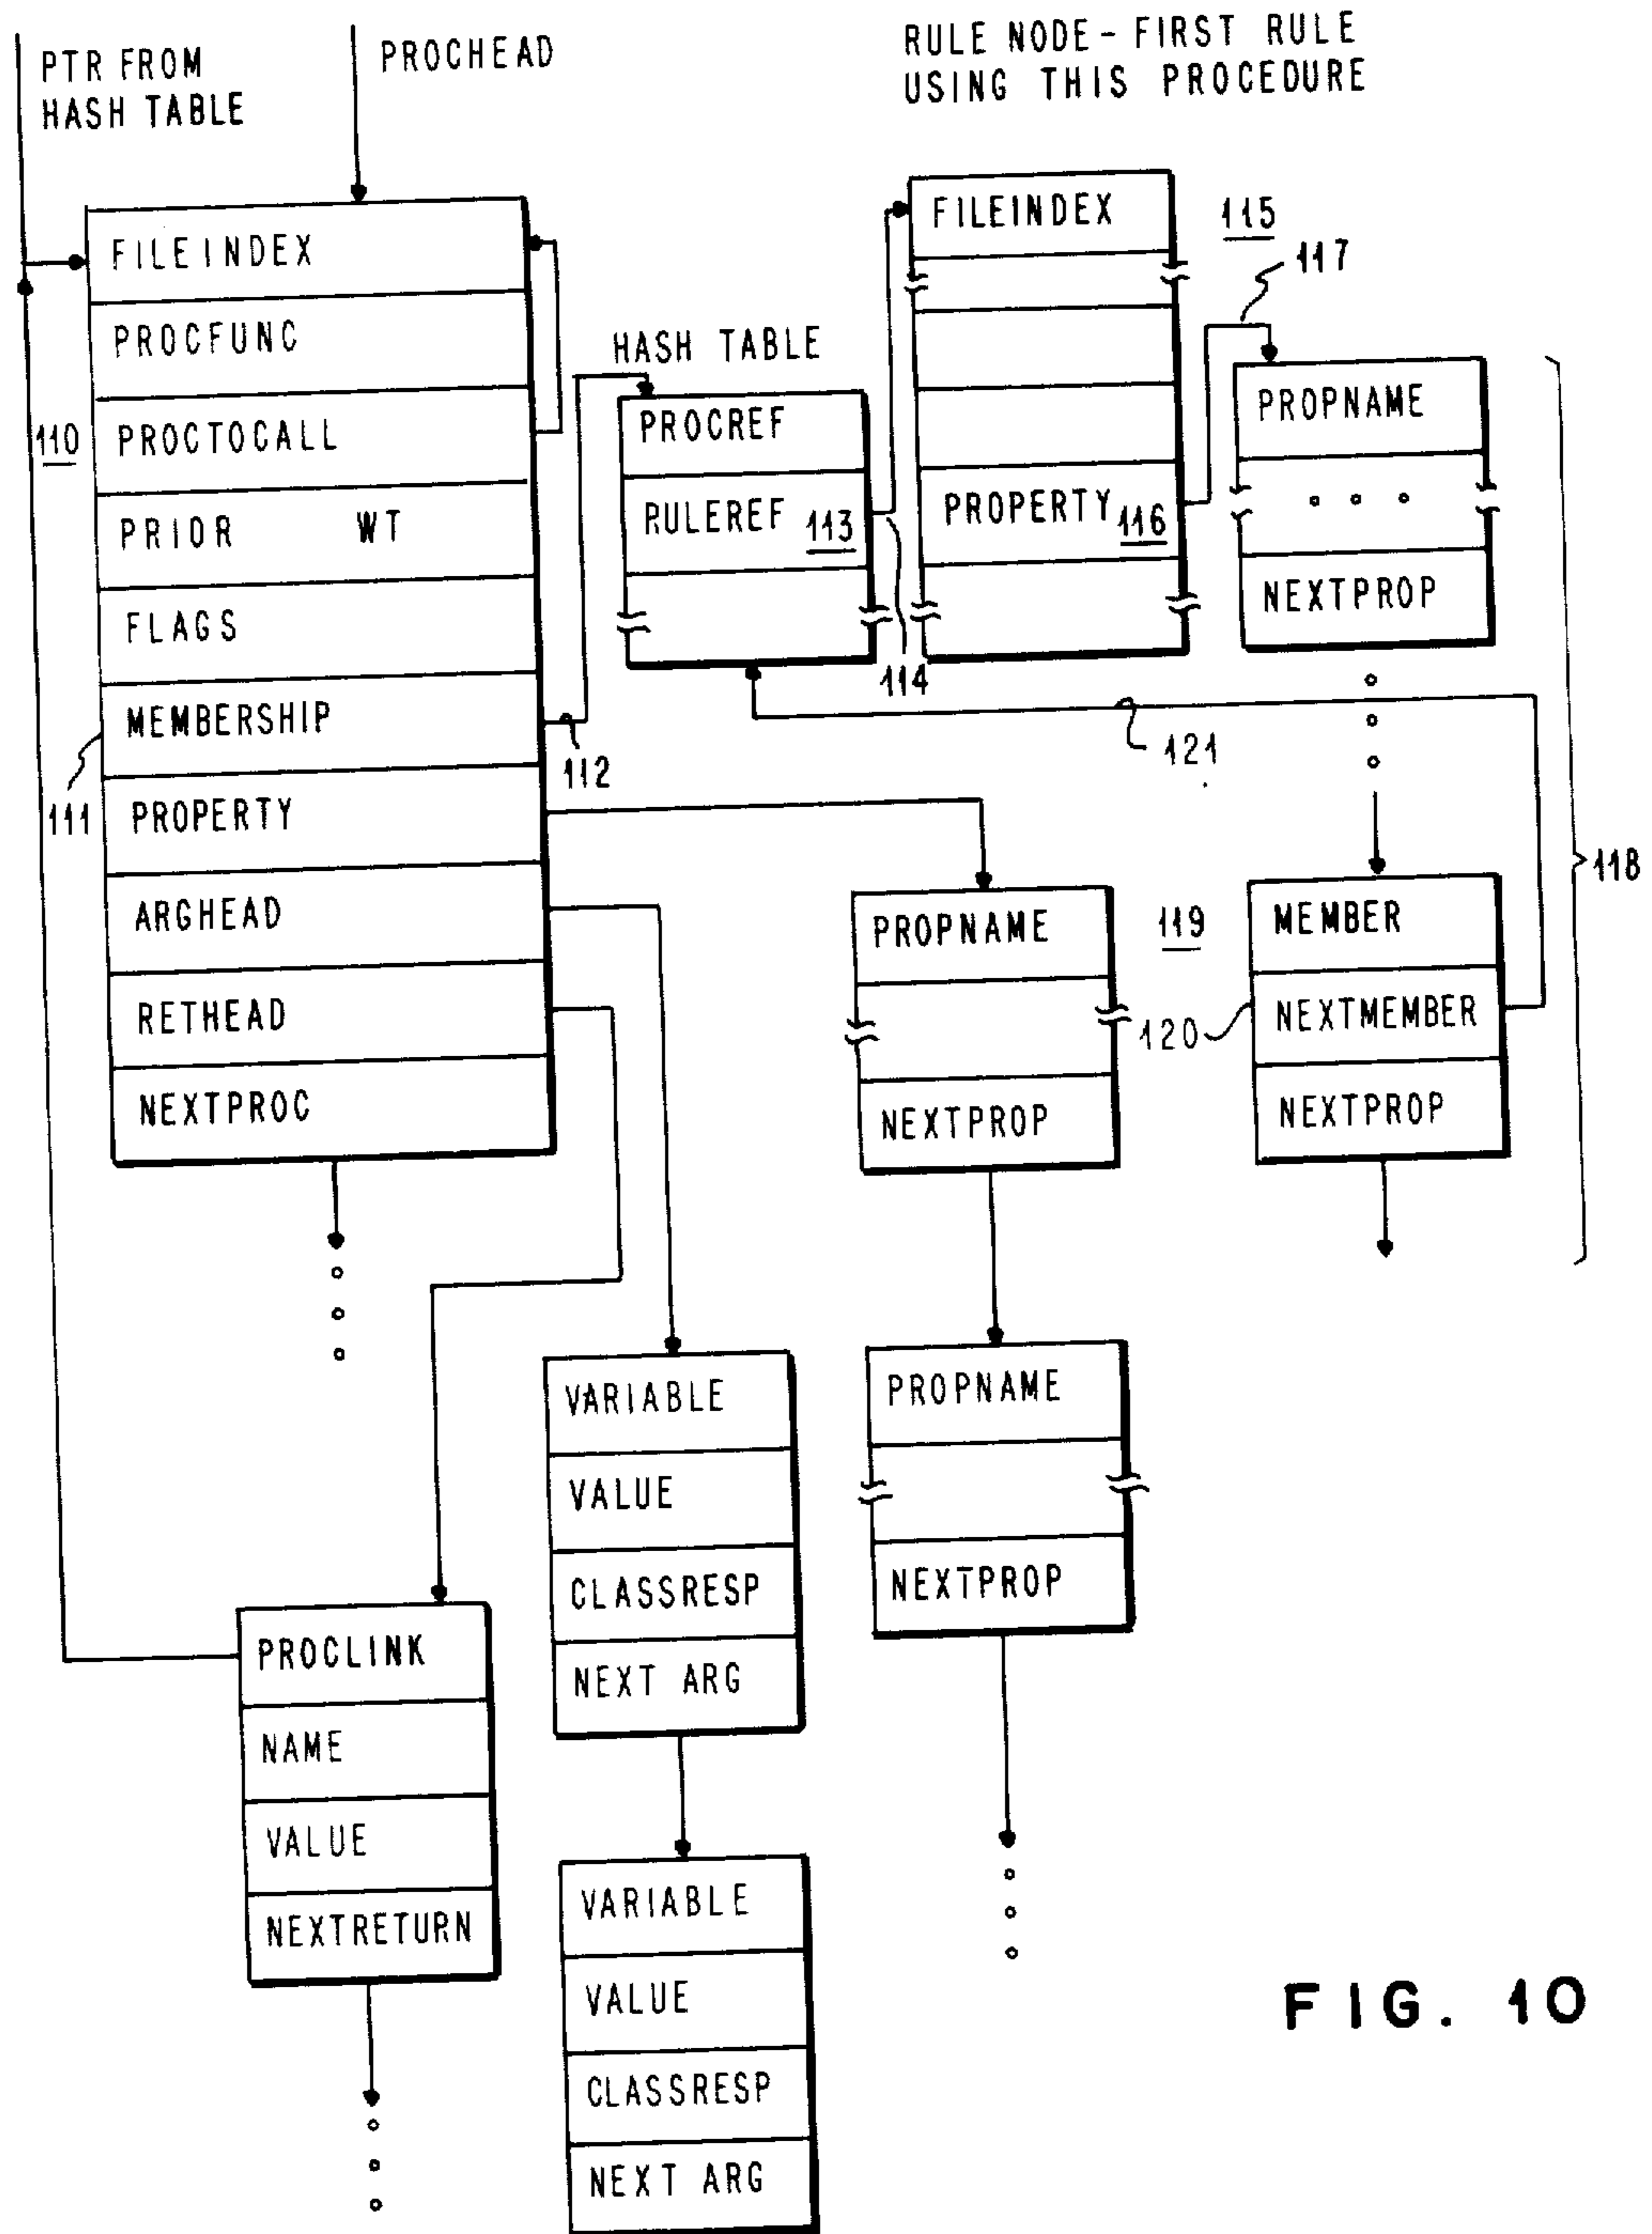 PTR FROM
HASH TABLE
PROCHEAD
RULE NODE - FIRST RULE
USING THIS PROCEDURE
FILEINDEX
PROCFUNC
110
PROCTOCALL
PRIOR WT
FLAGS
MEMBERSHIP
111
112
PROPERTY
ARGHEAD
RETHEAD
NEXTPROC
HASH TABLE
PROCREF
RULEREF 113
114
FILEINDEX
115
117
PROPERTY 116
PROPNAME
NEXTPROP
121
118
PROPNAME
NEXTPROP
119
MEMBER
120
NEXTMEMBER
NEXTPROP
PROPNAME
NEXTPROP
VARIABLE
VALUE
CLASSRESP
NEXT ARG
PROCLINK
NAME
VALUE
NEXTRETURN
VARIABLE
VALUE
CLASSRESP
NEXT ARG
FIG. 10